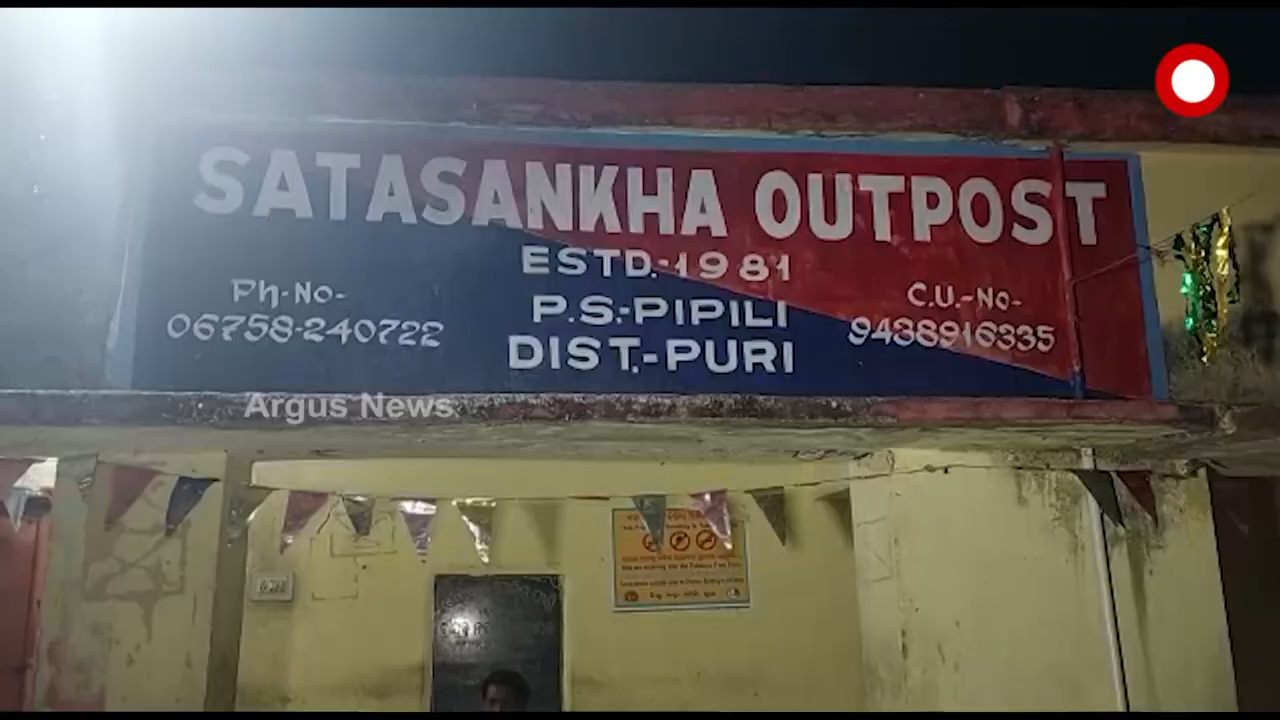 SATASANKHA OUTPOST
ESTD.-1981
Ph-No-
06758-240722
P.S.-PIPILI
DIST.-PURI
C.U.-No-
9438916335
Argus News